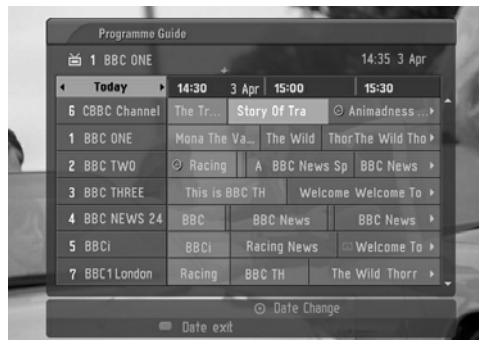 Programme Guide
1 BBC ONE 14:35 3 Apr
Today 14:30 3 Apr 15:00 15:30
6 CBBC Channel The Tr... Story Of Tra Animadness ...
1 BBC ONE Mona The Va... The Wild Thor The Wild Tho
2 BBC TWO Racing A BBC News Sp BBC News
3 BBC THREE This is BBC TH Welcome Welcome To
4 BBC NEWS 24 BBC BBC News BBC News
5 BBCi BBCi Racing News Welcome To
7 BBC1 London Racing BBC TH The Wild Thorr
Date Change
Date exit